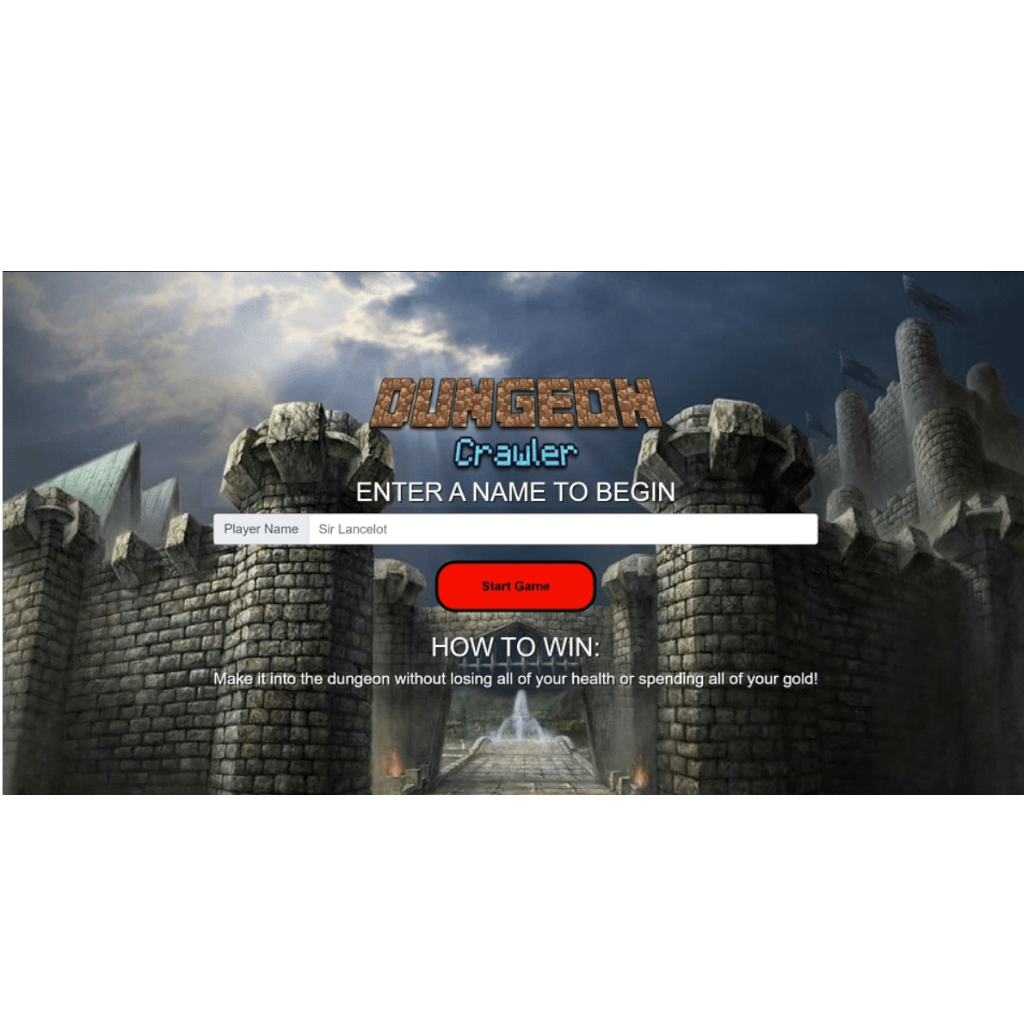 DUNGEON
Crawler
ENTER A NAME TO BEGIN
Player Name Sir Lancelot
Start Game
HOW TO WIN:
Make it into the dungeon without losing all of your health or spending all of your gold!